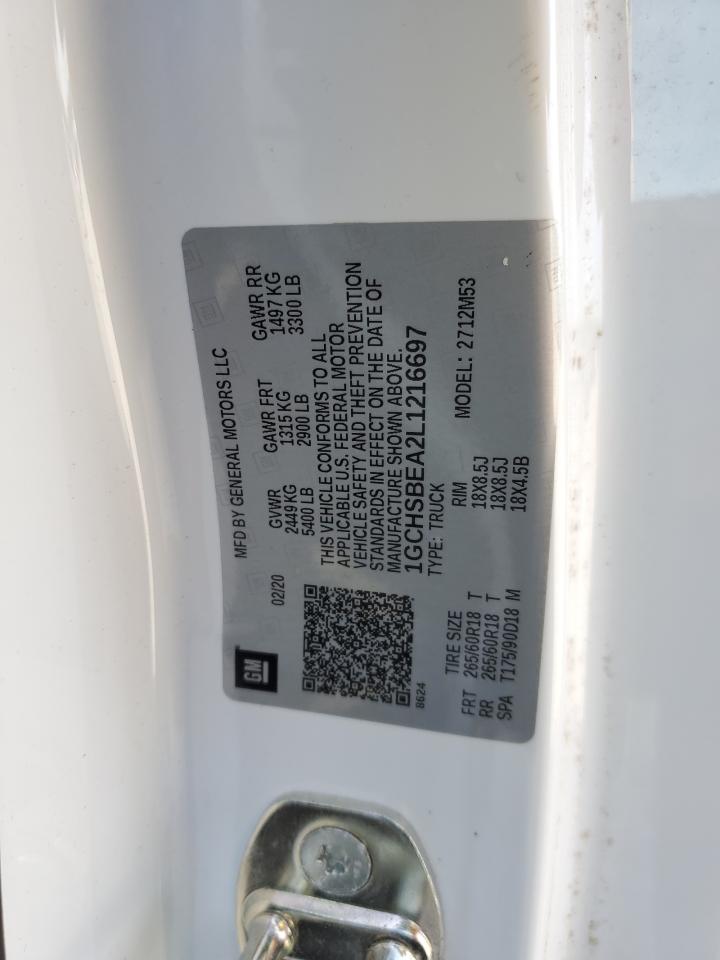 GM
MFD BY GENERAL MOTORS LLC
02/20
GVWR GAWR FRT GAWR RR
2449 KG 1315 KG 1497 KG
5400 LB 2900 LB 3300 LB
THIS VEHICLE CONFORMS TO ALL
APPLICABLE U.S. FEDERAL MOTOR
VEHICLE SAFETY AND THEFT PREVENTION
STANDARDS IN EFFECT ON THE DATE OF
MANUFACTURE SHOWN ABOVE.
1GCHSBEA2L1216697
8624
TYPE: TRUCK
MODEL: 2712M53
TIRE SIZE RIM
FRT 265/60R18 T 18X8.5J
RR 265/60R18 T 18X8.5J
SPA T175/90D18 M 18X4.5B